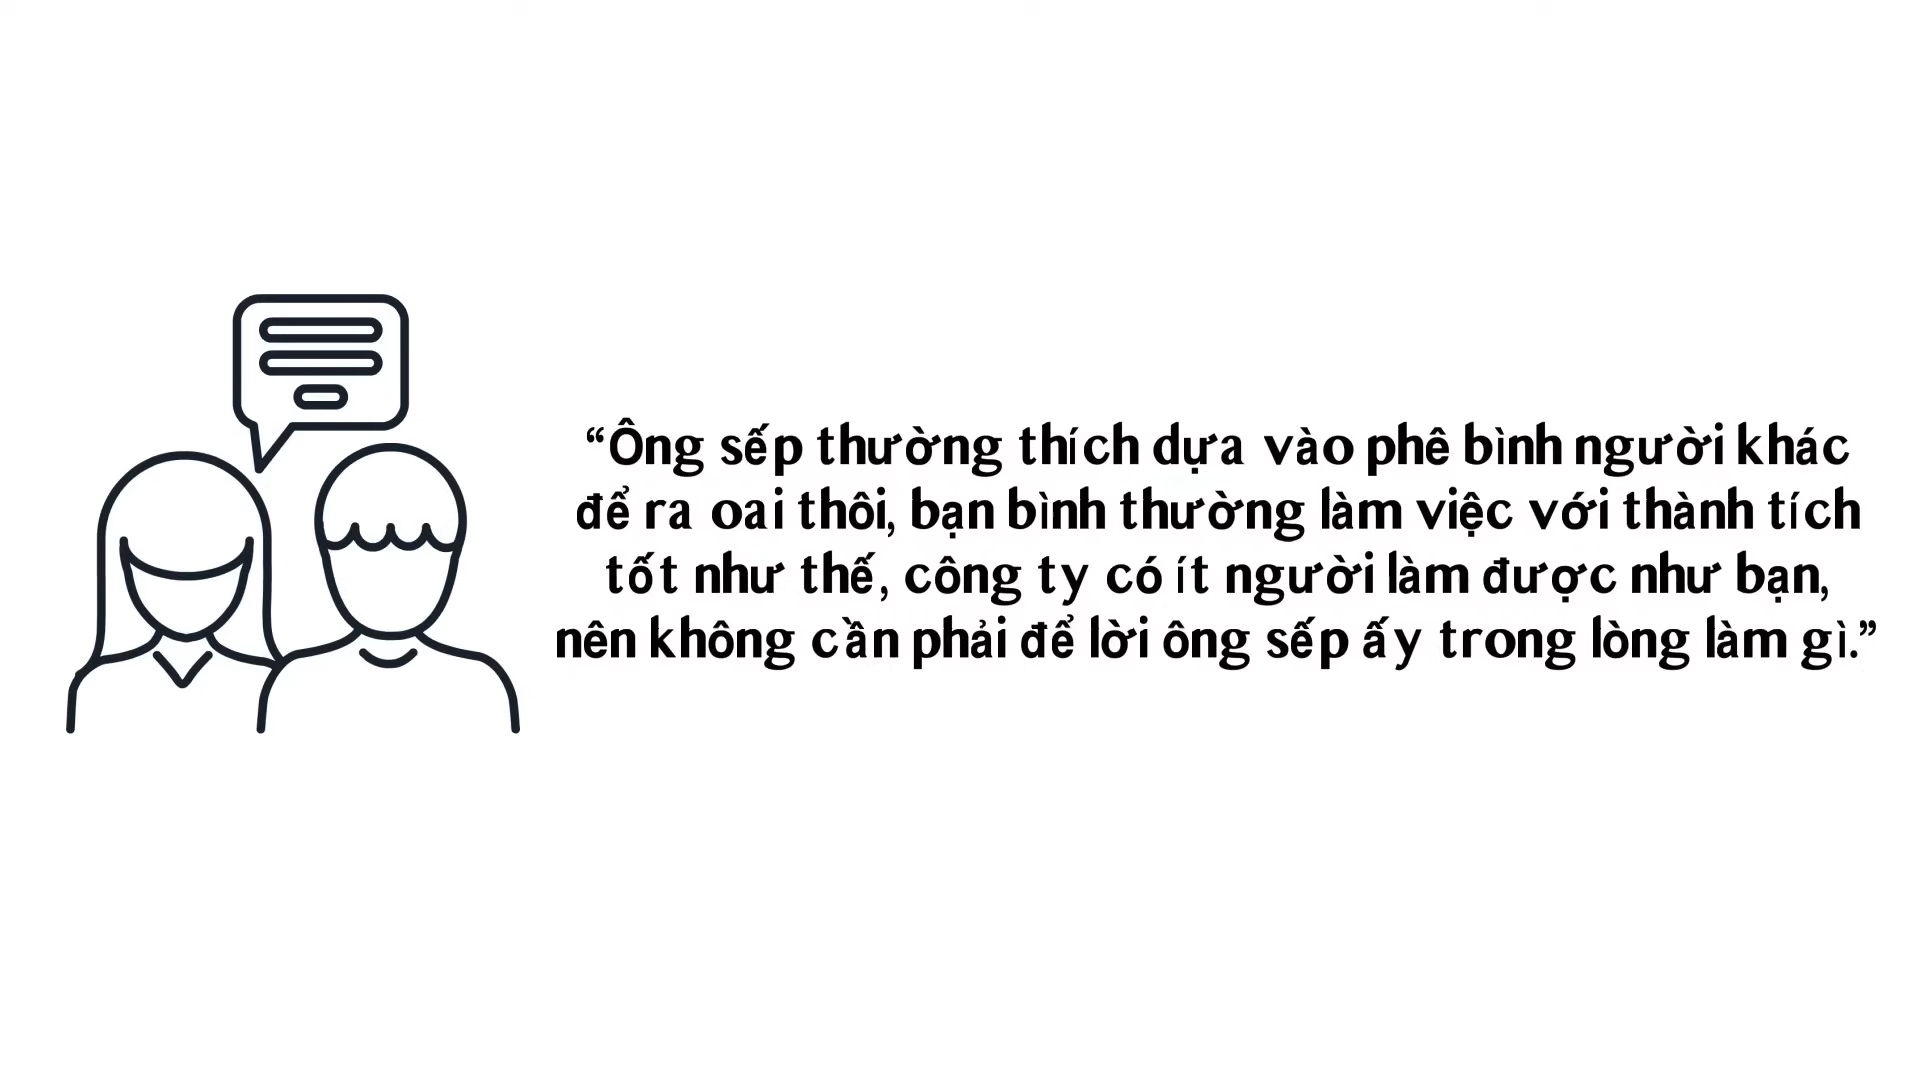 “Ông sếp thường thích dựa vào phê bình người khác
để ra oai thôi, bạn bình thường làm việc với thành tích
tốt như thế, công ty có ít người làm được như bạn,
nên không cần phải để lời ông sếp ấy trong lòng làm gì.”